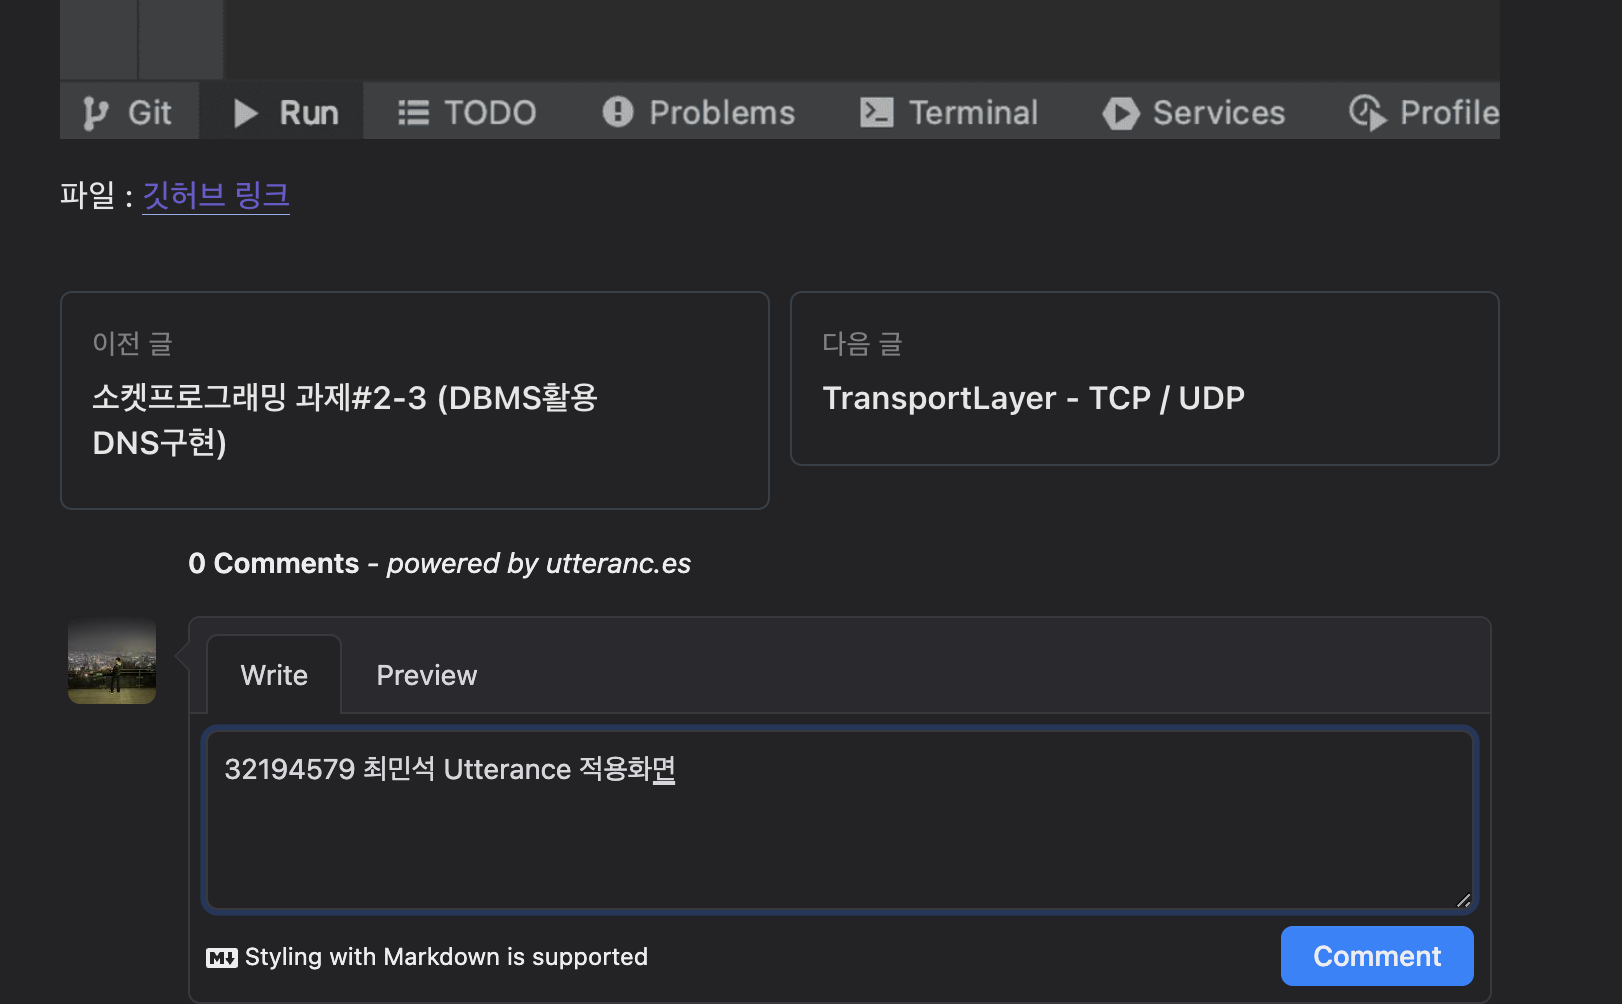 Git Run TODO Problems Terminal Services Profile
파일 : 깃허브 링크
이전 글
소켓프로그래밍 과제#2-3 (DBMS활용
DNS구현)
다음 글
TransportLayer - TCP / UDP
0 Comments - powered by utteranc.es
Write Preview
32194579 최민석 Utterance 적용화면
M↓ Styling with Markdown is supported
Comment